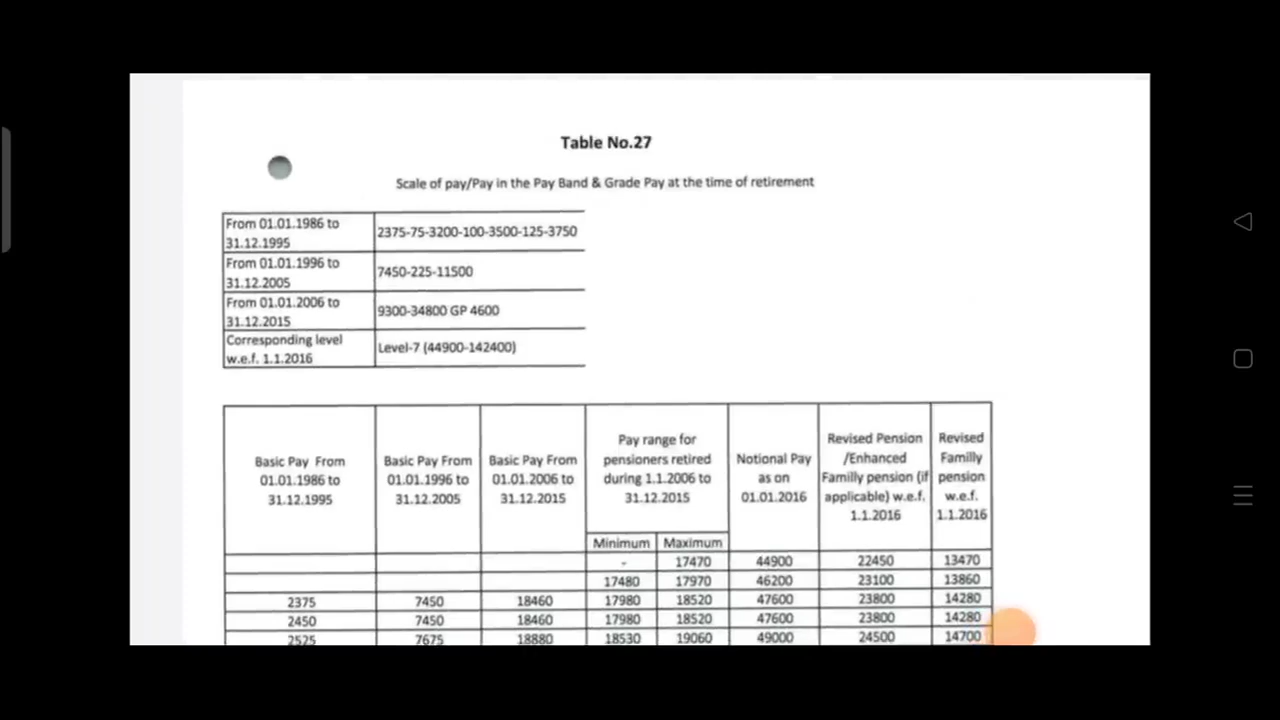 Table No.27
Scale of pay/Pay in the Pay Band & Grade Pay at the time of retirement
From 01.01.1986 to
31.12.1995
2375-75-3200-100-3500-125-3750
From 01.01.1996 to
31.12.2005
7450-225-11500
From 01.01.2006 to
31.12.2015
9300-34800 GP 4600
Corresponding level
w.e.f. 1.1.2016
Level-7 (44900-142400)
Basic Pay From
01.01.1986 to
31.12.1995
Basic Pay From
01.01.1996 to
31.12.2005
Basic Pay From
01.01.2006 to
31.12.2015
Pay range for
pensioners retired
during 1.1.2006 to
31.12.2015
Minimum Maximum
Notional Pay
as on
01.01.2016
Revised Pension
/Enhanced
Familly pension (if
applicable) w.e.f.
1.1.2016
Revised
Familly
pension
w.e.f.
1.1.2016
- 17470 44900 22450 13470
17480 17970 46200 23100 13860
2375 7450 18460 17980 18520 47600 23800 14280
2450 7450 18460 17980 18520 47600 23800 14280
2525 7675 18880 18530 19060 49000 24500 14700